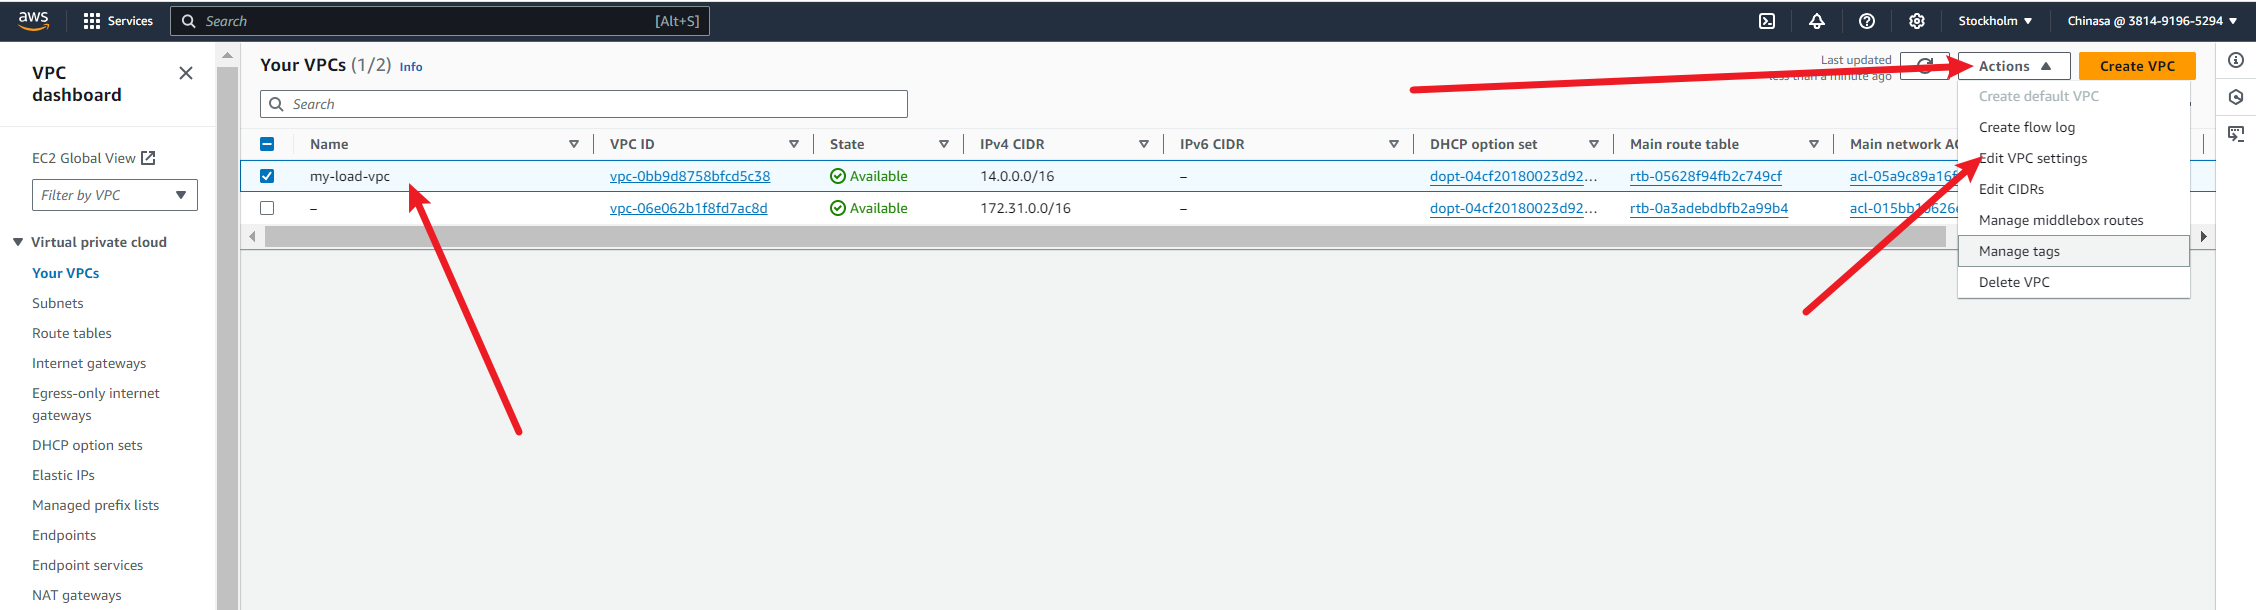 aws
Services
Search
[Alt+S]
Stockholm
Chinasa @ 3814-9196-5294
VPC
dashboard
EC2 Global View
Filter by VPC
Virtual private cloud
Your VPCs
Subnets
Route tables
Internet gateways
Egress-only internet
gateways
DHCP option sets
Elastic IPs
Managed prefix lists
Endpoints
Endpoint services
NAT gateways
Your VPCs (1/2) Info
Last updated
less than a minute ago
Actions
Create VPC
Search
Name VPC ID State IPv4 CIDR IPv6 CIDR DHCP option set Main route table Main network AC
my-load-vpc vpc-0bb9d8758bfcd5c38 Available 14.0.0.0/16 – dopt-04cf20180023d92... rtb-05628f94fb2c749cf acl-05a9c89a16f
– vpc-06e062b1f8fd7ac8d Available 172.31.0.0/16 – dopt-04cf20180023d92... rtb-0a3adebdbfb2a99b4
Create default VPC
Create flow log
Edit VPC settings
Edit CIDRs
Manage middlebox routes
Manage tags
Delete VPC